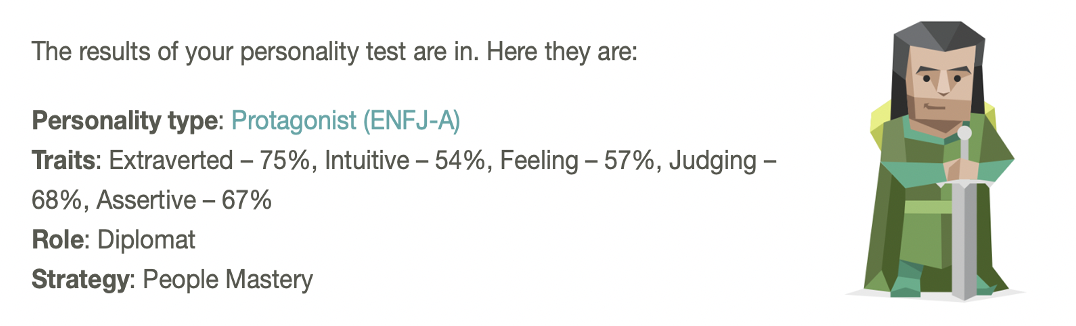 The results of your personality test are in. Here they are:
Personality type: Protagonist (ENFJ-A)
Traits: Extraverted – 75%, Intuitive – 54%, Feeling – 57%, Judging –
68%, Assertive – 67%
Role: Diplomat
Strategy: People Mastery